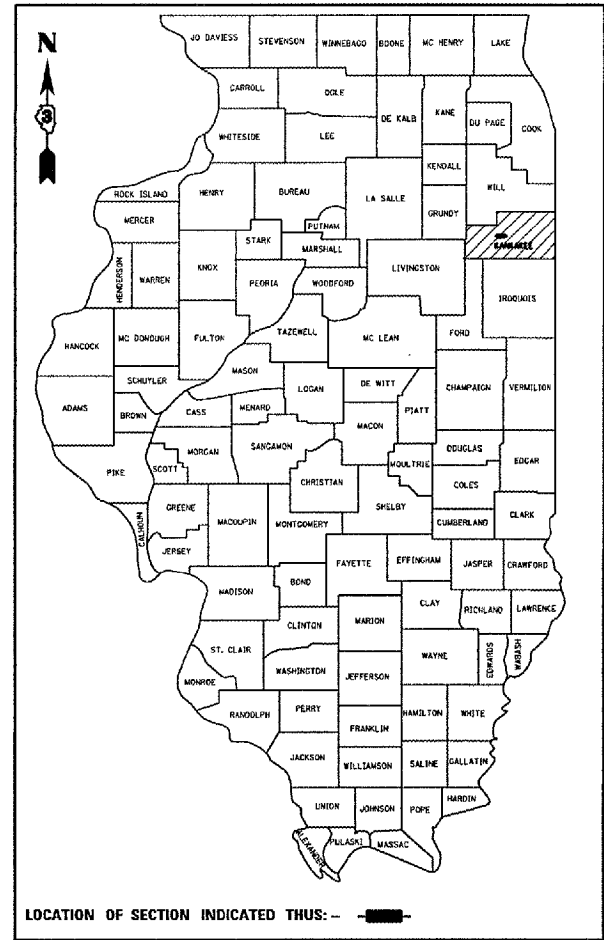 N
3
JO DAVIESS STEVENSON WINNEBAGO BOONE MC HENRY LAKE
CARROLL OGLE DE KALB KANE DU PAGE COOK
WHITESIDE LEE KENDALL WILL
ROCK ISLAND HENRY BUREAU LA SALLE GRUNDY
MERCER STARK PUTNAM MARSHALL KANKAKEE
HENDERSON WARREN KNOX PEORIA WOODFORD LIVINGSTON IROQUOIS
HANCOCK MC DONOUGH FULTON TAZEWELL MC LEAN FORD
SCHUYLER MASON LOGAN DE WITT CHAMPAIGN VERMILION
ADAMS BROWN CASS MENARD MACON PIATT
PIKE SCOTT MORGAN SANGAMON CHRISTIAN MOULTRIE DOUGLAS EDGAR
COLES
CALHOUN GREENE MACOUPIN MONTGOMERY SHELBY CUMBERLAND CLARK
JERSEY FAYETTE EFFINGHAM JASPER CRAWFORD
MADISON BOND CLAY RICHLAND LAWRENCE
CLINTON MARION
ST. CLAIR WASHINGTON JEFFERSON WAYNE EDWARDS WABASH
MONROE
RANDOLPH PERRY FRANKLIN HAMILTON WHITE
JACKSON WILLIAMSON SALINE GALLATIN
UNION JOHNSON POPE HARDIN
ALEXANDER PULASKI MASSAC
LOCATION OF SECTION INDICATED THUS: -